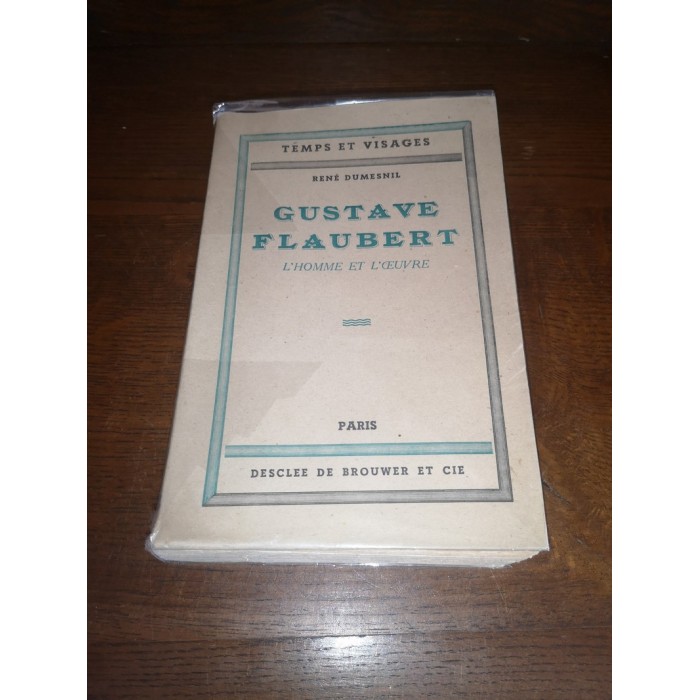 TEMPS ET VISAGES
RENÉ DUMESNIL
GUSTAVE
FLAUBERT
L'HOMME ET L'ŒUVRE
PARIS
DESCLEE DE BROUWER ET CIE